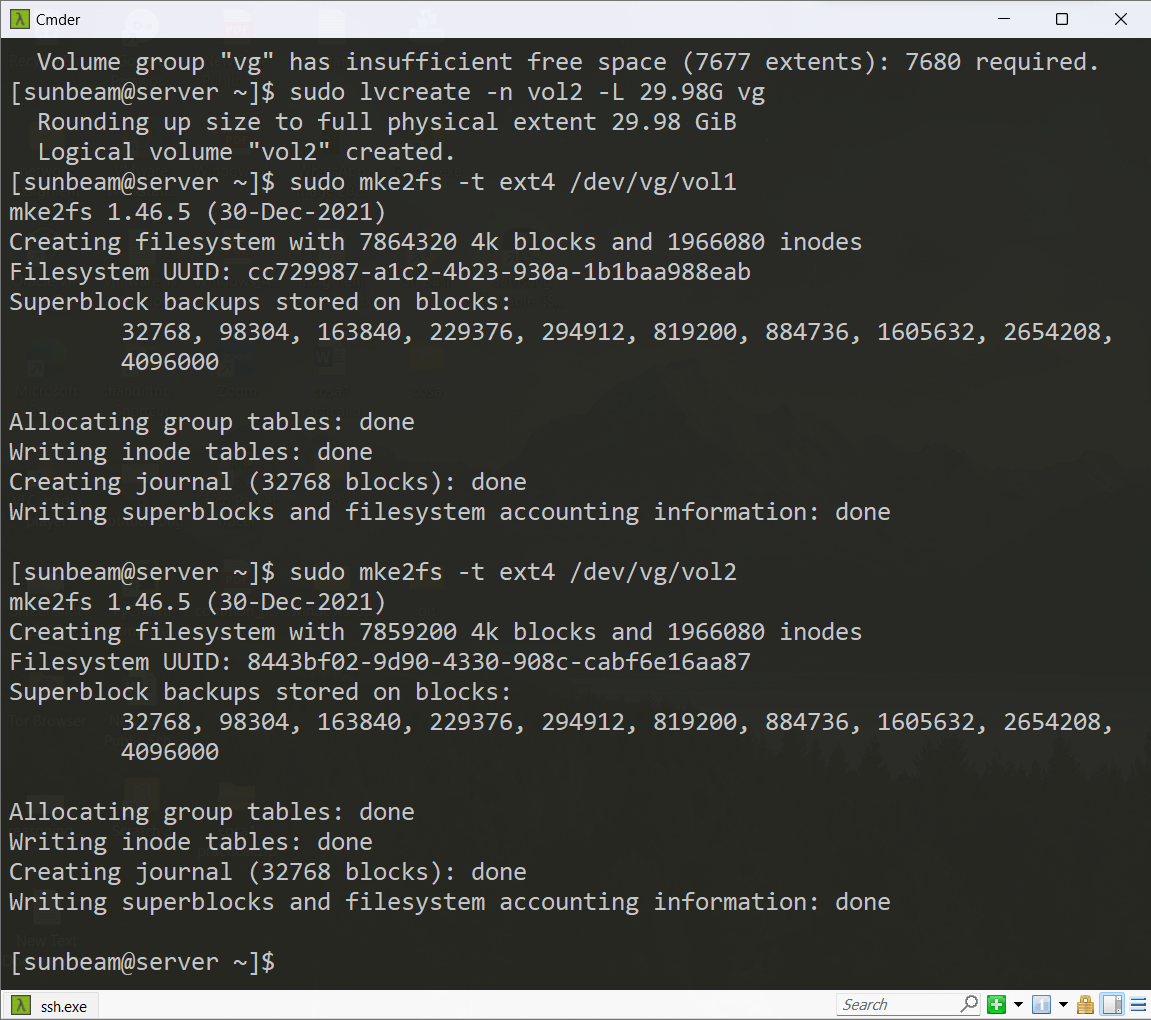 Cmder
Volume group "vg" has insufficient free space (7677 extents): 7680 required.
[sunbeam@server ~]$ sudo lvcreate -n vol2 -L 29.98G vg
Rounding up size to full physical extent 29.98 GiB
Logical volume "vol2" created.
[sunbeam@server ~]$ sudo mke2fs -t ext4 /dev/vg/vol1
mke2fs 1.46.5 (30-Dec-2021)
Creating filesystem with 7864320 4k blocks and 1966080 inodes
Filesystem UUID: cc729987-a1c2-4b23-930a-1b1baa988eab
Superblock backups stored on blocks:
32768, 98304, 163840, 229376, 294912, 819200, 884736, 1605632, 2654208,
4096000
Allocating group tables: done
Writing inode tables: done
Creating journal (32768 blocks): done
Writing superblocks and filesystem accounting information: done
[sunbeam@server ~]$ sudo mke2fs -t ext4 /dev/vg/vol2
mke2fs 1.46.5 (30-Dec-2021)
Creating filesystem with 7859200 4k blocks and 1966080 inodes
Filesystem UUID: 8443bf02-9d90-4330-908c-cabf6e16aa87
Superblock backups stored on blocks:
32768, 98304, 163840, 229376, 294912, 819200, 884736, 1605632, 2654208,
4096000
Allocating group tables: done
Writing inode tables: done
Creating journal (32768 blocks): done
Writing superblocks and filesystem accounting information: done
New Text
[sunbeam@server ~]$
ssh.exe
Search